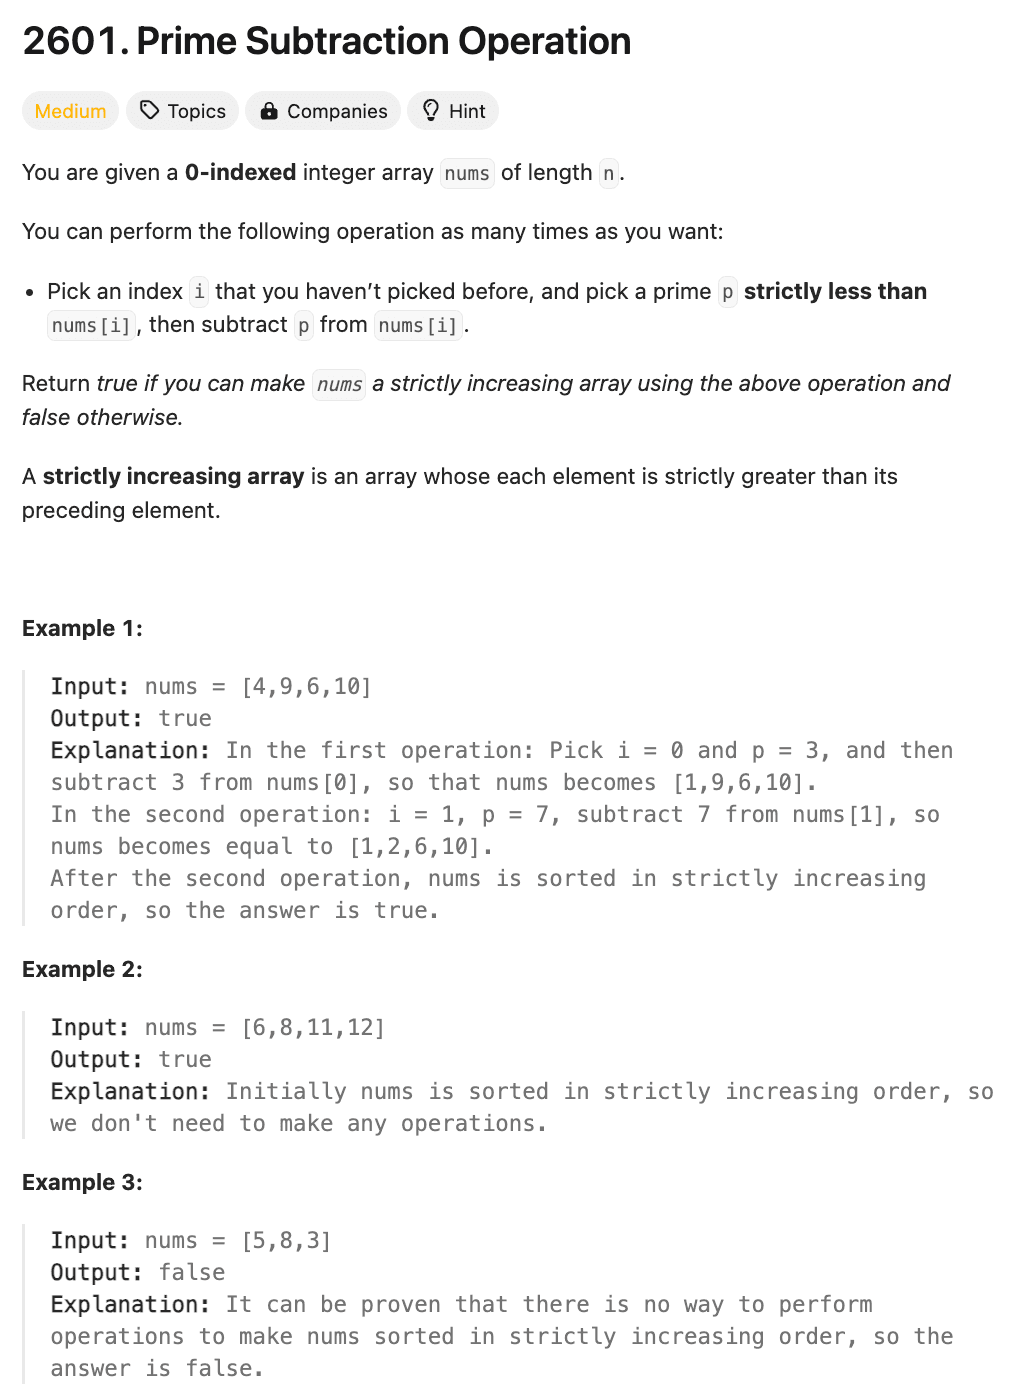 2601. Prime Subtraction Operation
Medium Topics Companies Hint
You are given a 0-indexed integer array nums of length n.
You can perform the following operation as many times as you want:
• Pick an index i that you haven’t picked before, and pick a prime p strictly less than
nums[i], then subtract p from nums[i].
Return true if you can make nums a strictly increasing array using the above operation and
false otherwise.
A strictly increasing array is an array whose each element is strictly greater than its
preceding element.
Example 1:
Input: nums = [4,9,6,10]
Output: true
Explanation: In the first operation: Pick i = 0 and p = 3, and then
subtract 3 from nums[0], so that nums becomes [1,9,6,10].
In the second operation: i = 1, p = 7, subtract 7 from nums[1], so
nums becomes equal to [1,2,6,10].
After the second operation, nums is sorted in strictly increasing
order, so the answer is true.
Example 2:
Input: nums = [6,8,11,12]
Output: true
Explanation: Initially nums is sorted in strictly increasing order, so
we don't need to make any operations.
Example 3:
Input: nums = [5,8,3]
Output: false
Explanation: It can be proven that there is no way to perform
operations to make nums sorted in strictly increasing order, so the
answer is false.